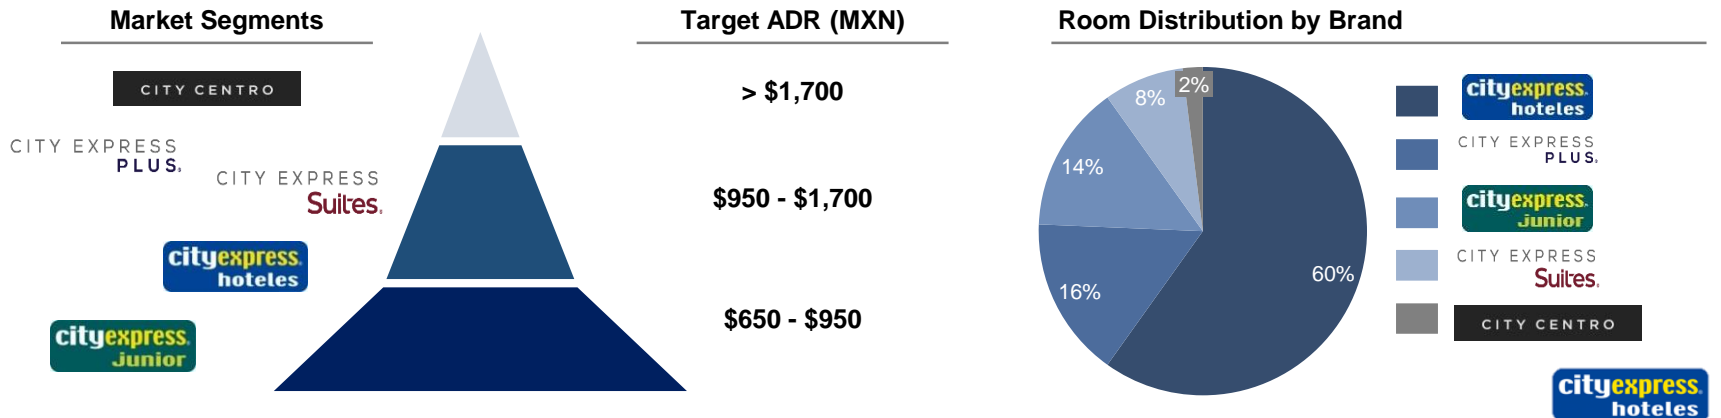 Market Segments
CITY CENTRO
CITY EXPRESS
PLUS
CITY EXPRESS
Suites
cityexpress
hoteles
cityexpress
junior
Target ADR (MXN)
> $1,700
$950 - $1,700
$650 - $950
Room Distribution by Brand
2%
8%
14%
16%
60%
cityexpress
hoteles
CITY EXPRESS
PLUS
cityexpress
junior
CITY EXPRESS
Suites
CITY CENTRO
cityexpress
hoteles